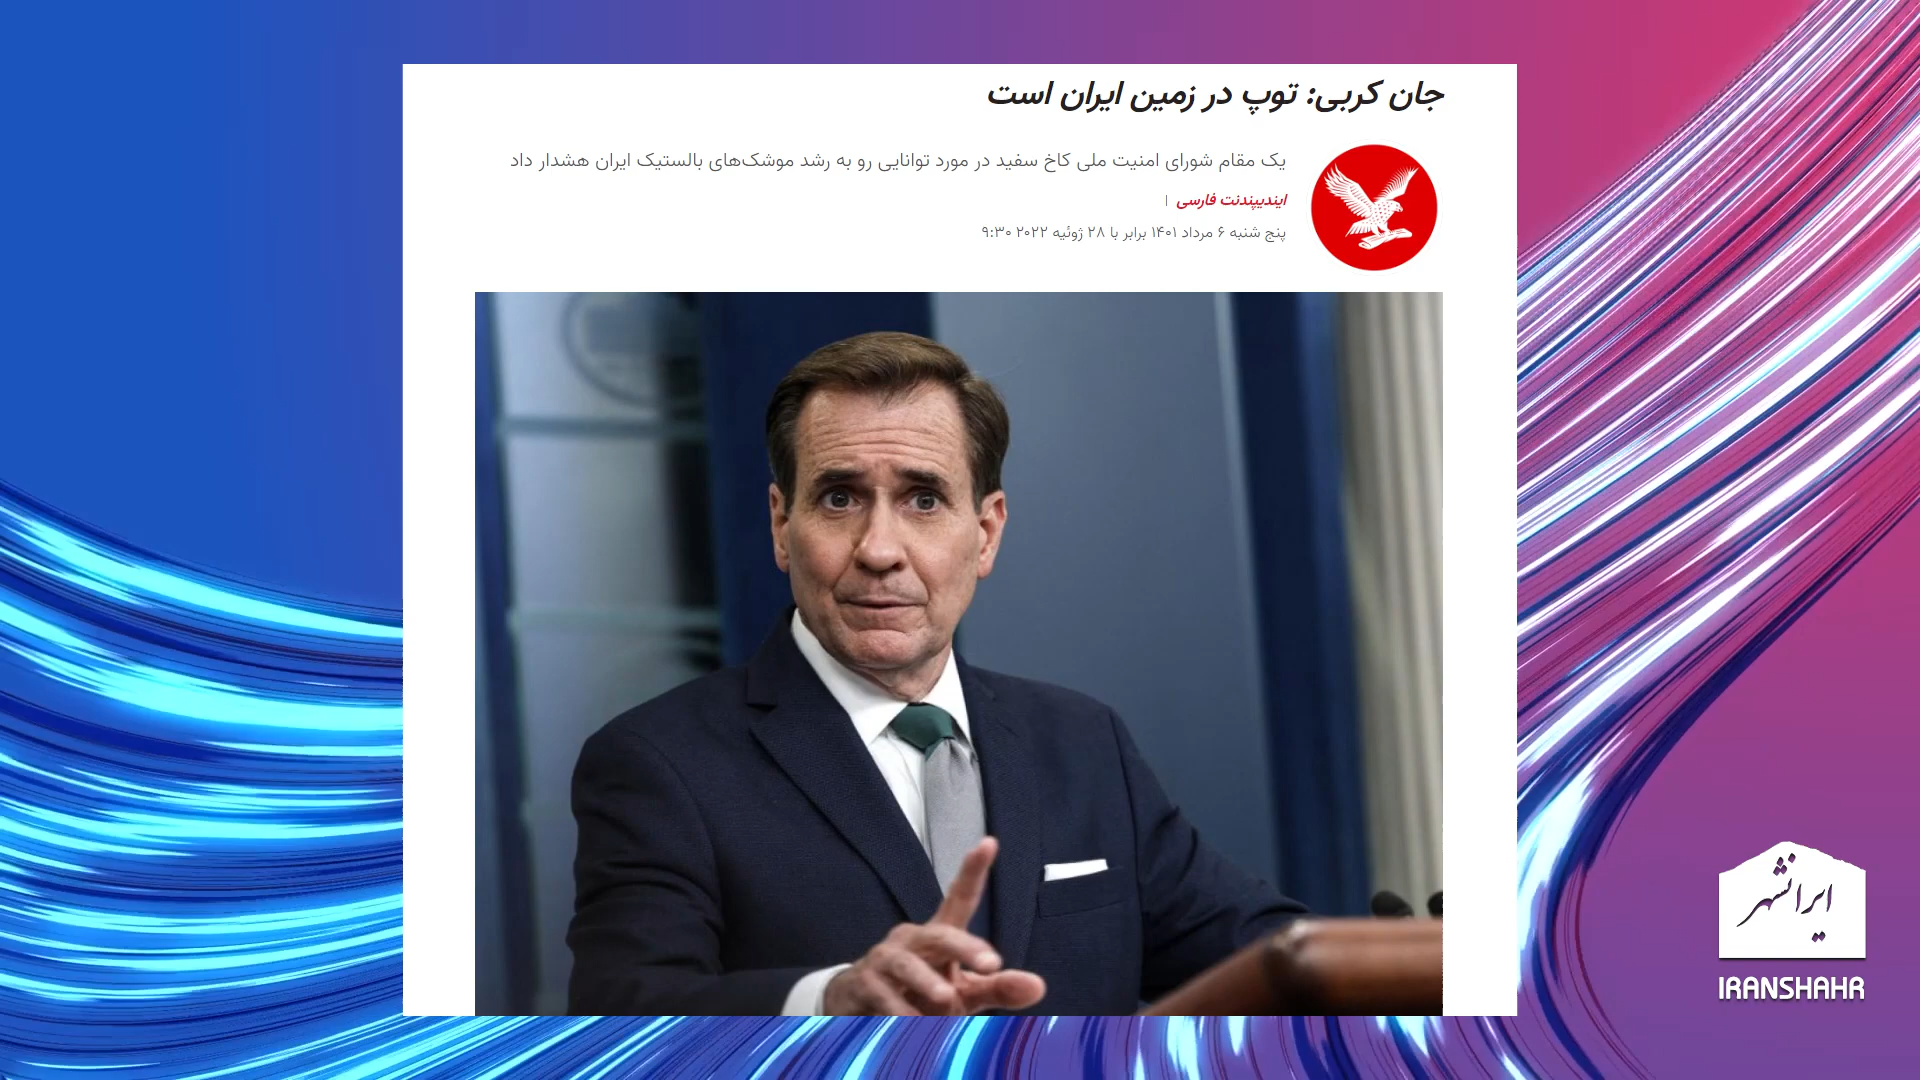 جان کربی: توپ در زمین ایران است
یک مقام شورای امنیت ملی کاخ سفید در مورد توانایی رو به رشد موشک‌های بالستیک ایران هشدار داد
ایندیپندنت فارسی |
پنج شنبه ۶ مرداد ۱۴۰۱ برابر با ۲۸ ژوئیه ۲۰۲۲ ۹:۳۰
ایرانشهر
IRANSHAHR